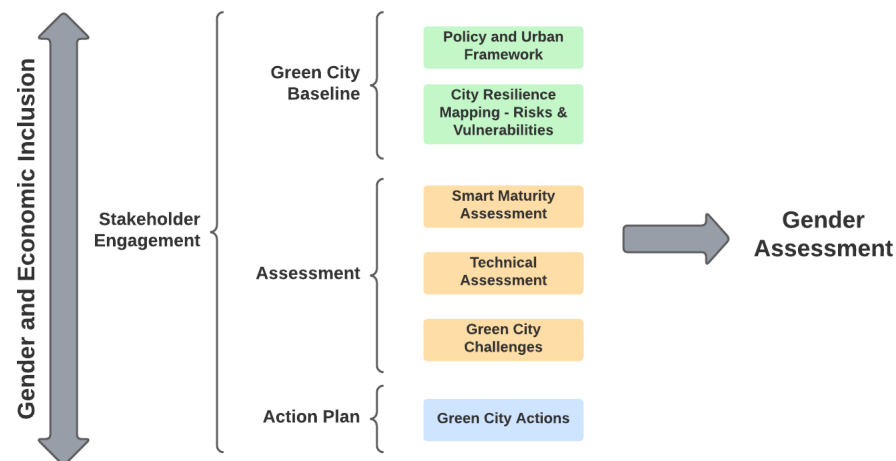 Gender and Economic Inclusion
Stakeholder
Engagement
Green City
Baseline
Policy and Urban
Framework
City Resilience
Mapping - Risks &
Vulnerabilities
Assessment
Smart Maturity
Assessment
Technical
Assessment
Green City
Challenges
Action Plan
Green City Actions
Gender
Assessment